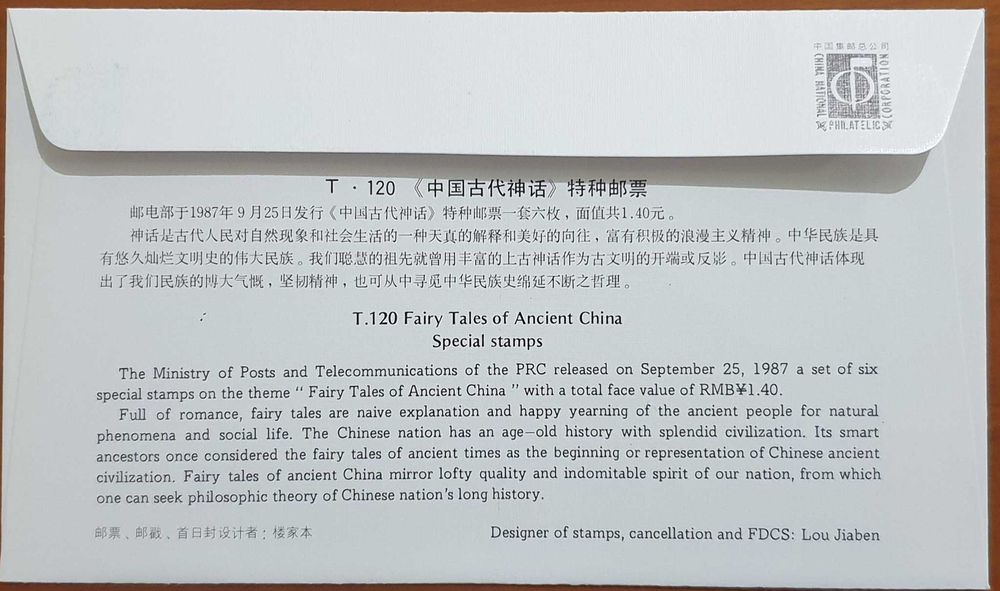 中国集邮总公司
CHINA NATIONAL
CORPORATION
PHILATELIC
T · 120 《中国古代神话》特种邮票
邮电部于1987年9月25日发行《中国古代神话》特种邮票一套六枚，面值共1.40元。
神话是古代人民对自然现象和社会生活的一种天真的解释和美好的向往，富有积极的浪漫主义精神。中华民族是具
有悠久灿烂文明史的伟大民族。我们聪慧的祖先就曾用丰富的上古神话作为古文明的开端或反影。中国古代神话体现
出了我们民族的博大气慨，坚韧精神，也可从中寻觅中华民族史绵延不断之哲理。
T.120 Fairy Tales of Ancient China
Special stamps
The Ministry of Posts and Telecommunications of the PRC released on September 25, 1987 a set of six
special stamps on the theme “ Fairy Tales of Ancient China ” with a total face value of RMB¥1.40.
Full of romance, fairy tales are naive explanation and happy yearning of the ancient people for natural
phenomena and social life. The Chinese nation has an age—old history with splendid civilization. Its smart
ancestors once considered the fairy tales of ancient times as the beginning or representation of Chinese ancient
civilization. Fairy tales of ancient China mirror lofty quality and indomitable spirit of our nation, from which
one can seek philosophic theory of Chinese nation's long history.
邮票、邮戳、首日封设计者：楼家本
Designer of stamps, cancellation and FDCS: Lou Jiaben